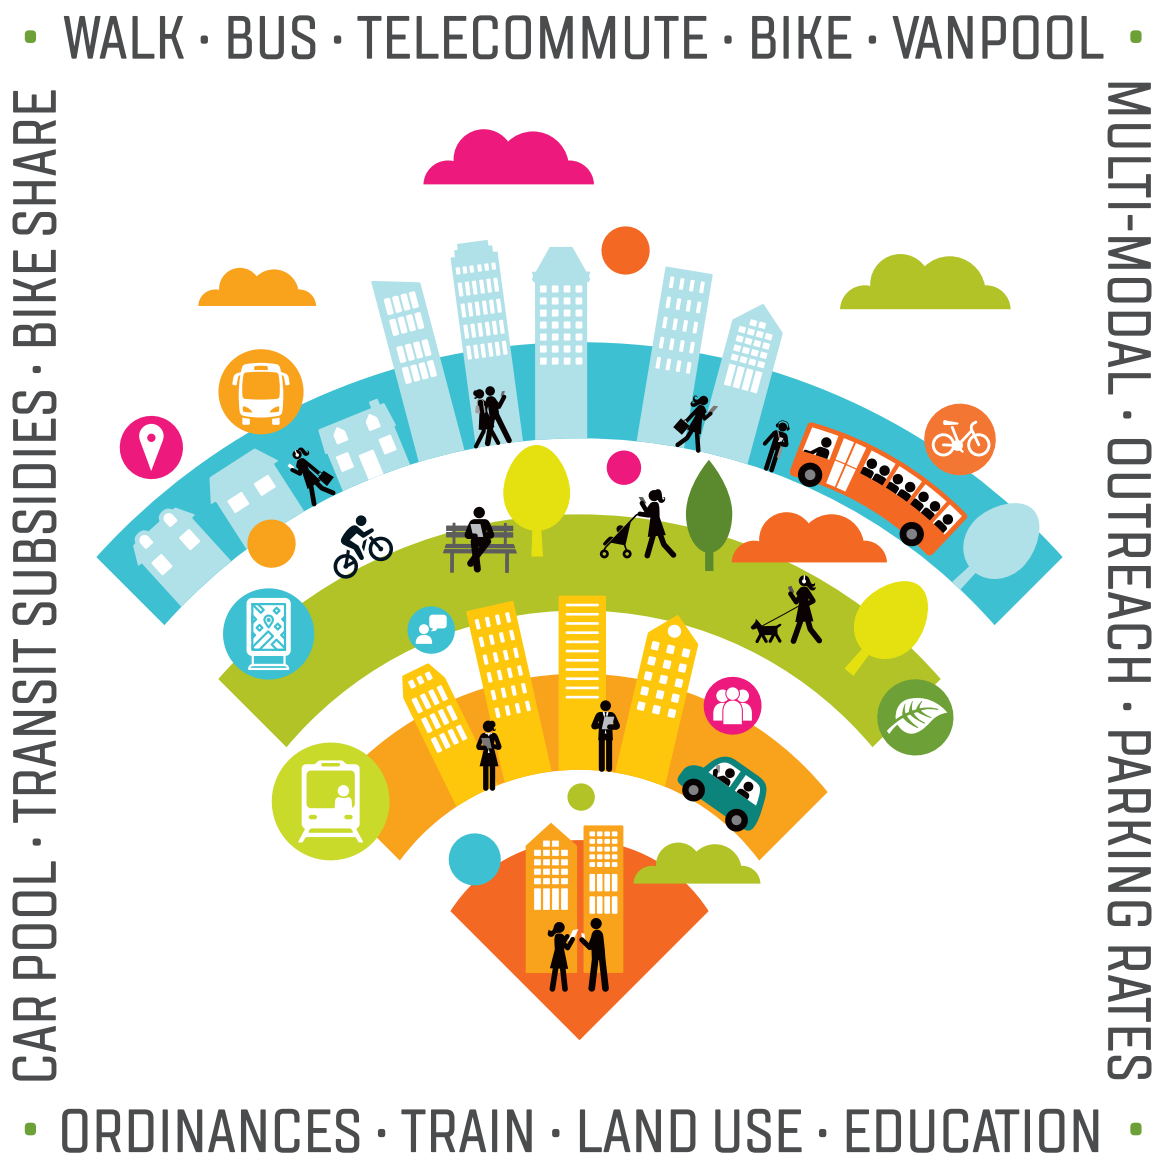 WALK · BUS · TELECOMMUTE · BIKE · VANPOOL
MULTI-MODAL · OUTREACH · PARKING RATES
ORDINANCES · TRAIN · LAND USE · EDUCATION
CAR POOL · TRANSIT SUBSIDIES · BIKE SHARE